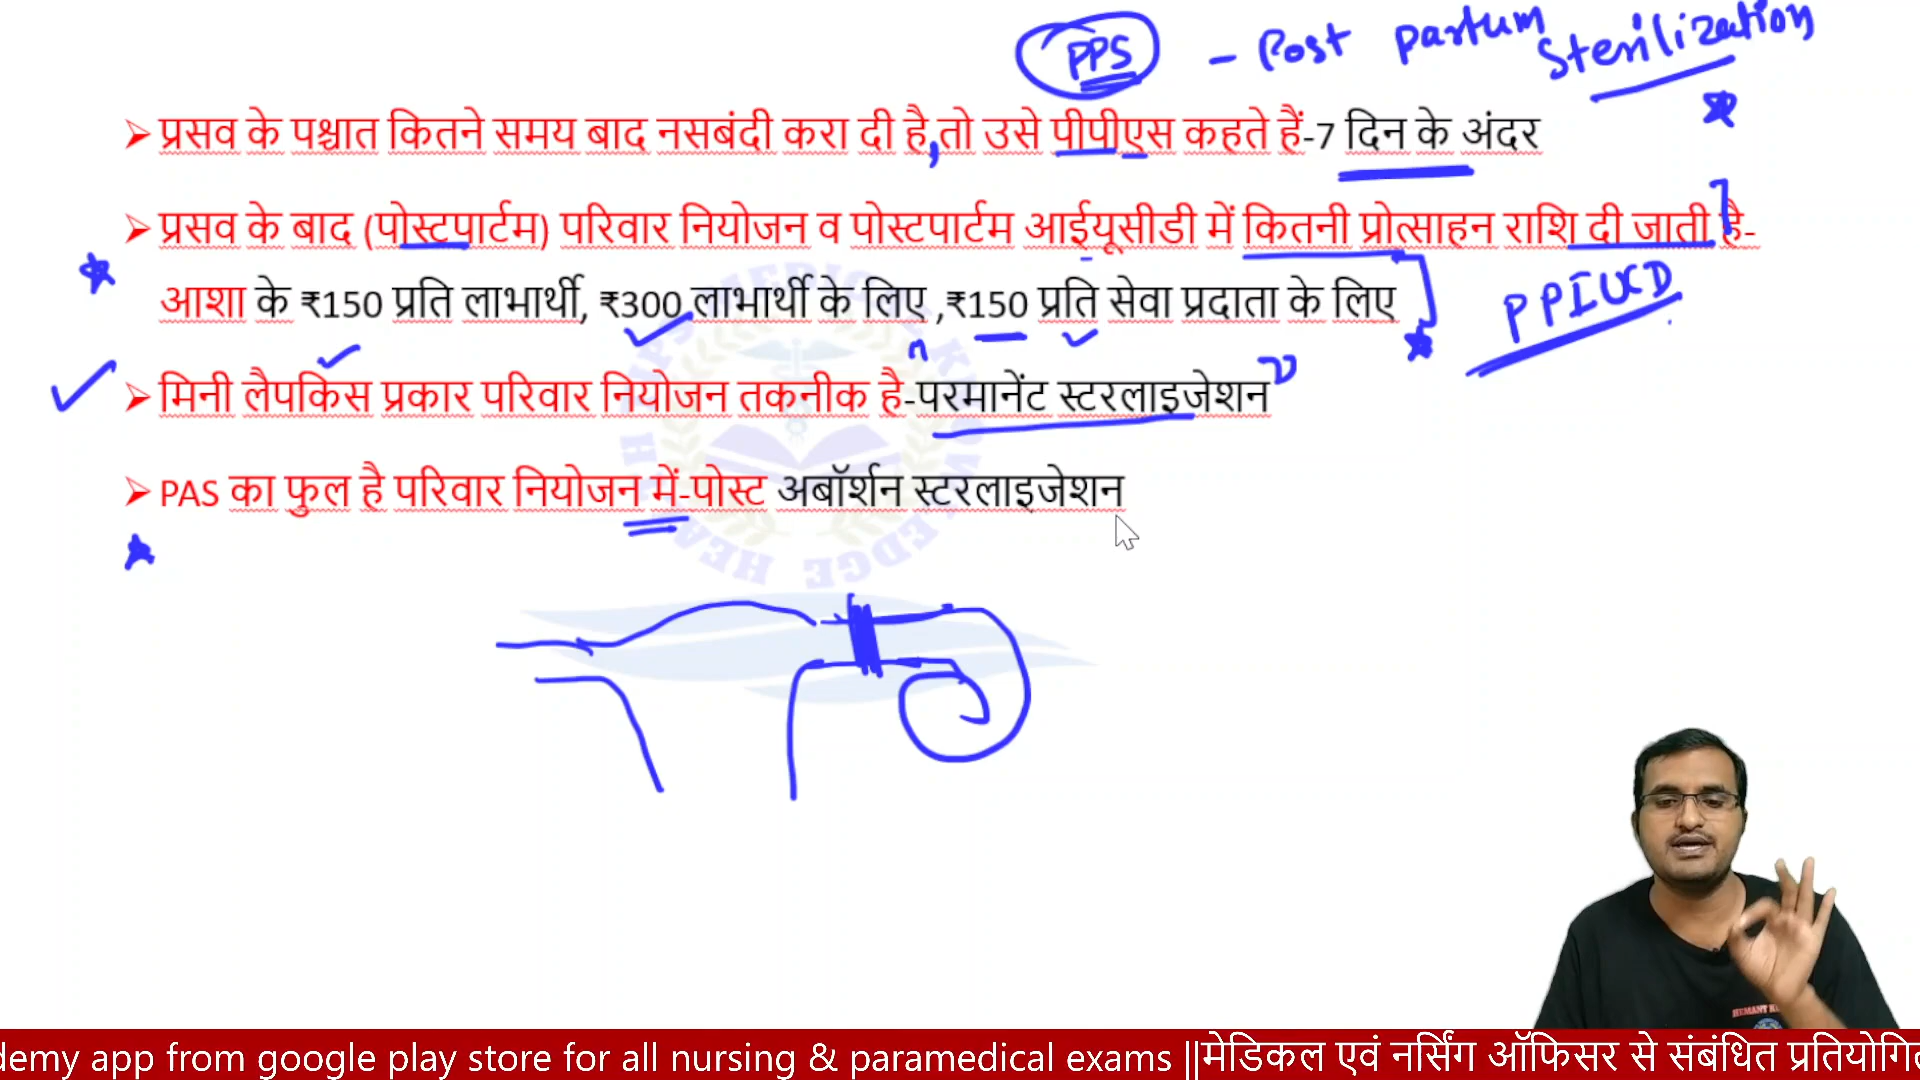 PPS - Post partum
Sterilization
➢ प्रसव के पश्चात कितने समय बाद नसबंदी करा दी है,तो उसे पीपीएस कहते हैं-7 दिन के अंदर
➢ प्रसव के बाद (पोस्टपार्टम) परिवार नियोजन व पोस्टपार्टम आईयूसीडी में कितनी प्रोत्साहन राशि दी जाती है-
आशा के ₹150 प्रति लाभार्थी, ₹300 लाभार्थी के लिए ,₹150 प्रति सेवा प्रदाता के लिए
PPIUCD
➢ मिनी लैपकिस प्रकार परिवार नियोजन तकनीक है-परमानेंट स्टरलाइजेशन
➢ PAS का फुल है परिवार नियोजन में-पोस्ट अबॉर्शन स्टरलाइजेशन
demy app from google play store for all nursing & paramedical exams ||मेडिकल एवं नर्सिंग ऑफिसर से संबंधित प्रतियोगि